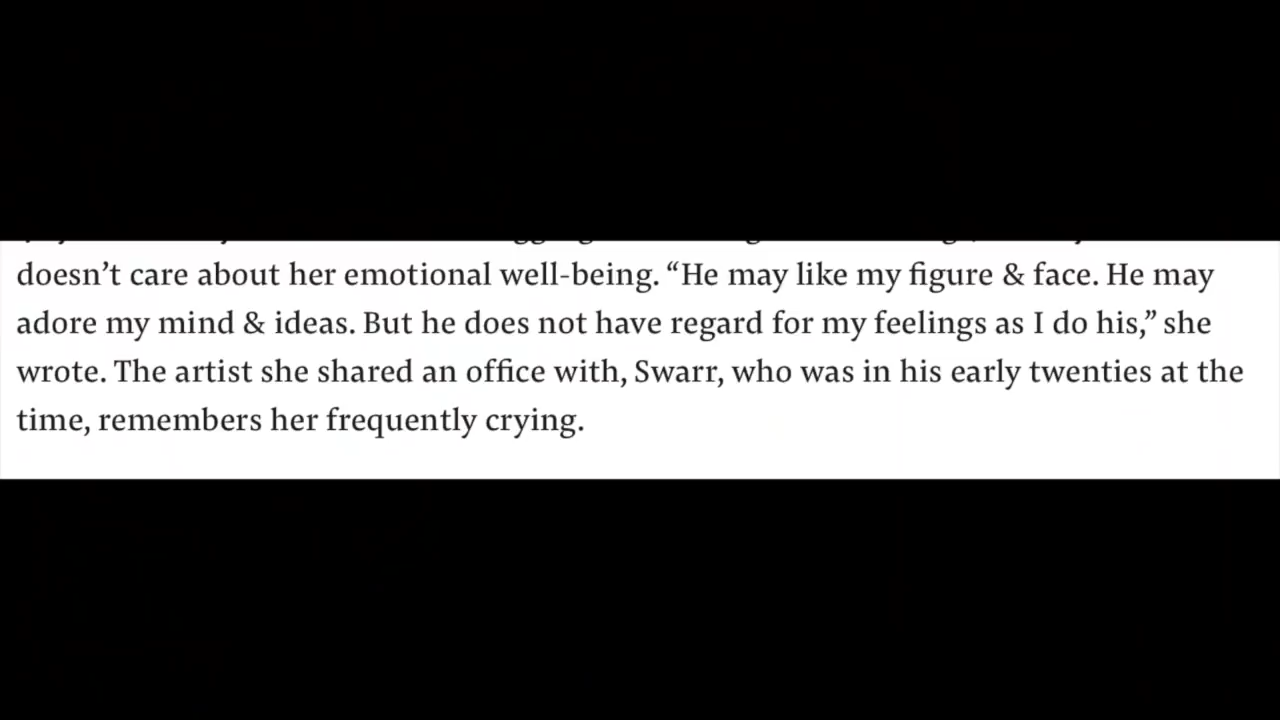 doesn’t care about her emotional well-being. “He may like my figure & face. He may
adore my mind & ideas. But he does not have regard for my feelings as I do his,” she
wrote. The artist she shared an office with, Swarr, who was in his early twenties at the
time, remembers her frequently crying.